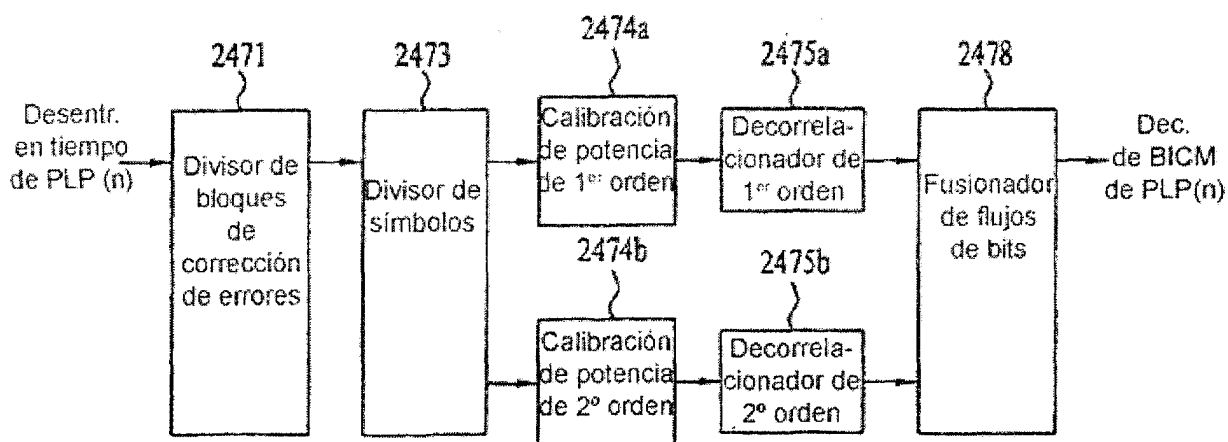 2471
2473
2474a
2475a
2478
Desentr.
en tiempo
de PLP (n)
Divisor de
bloques
de
corrección
de errores
Divisor de
símbolos
Calibración
de potencia
de 1er orden
Decorrela-
cionador de
1er orden
Fusionador
de flujos
de bits
Dec.
de BICM
de PLP(n)
2474b
2475b
Calibración
de potencia
de 2º orden
Decorrela-
cionador de
2º orden